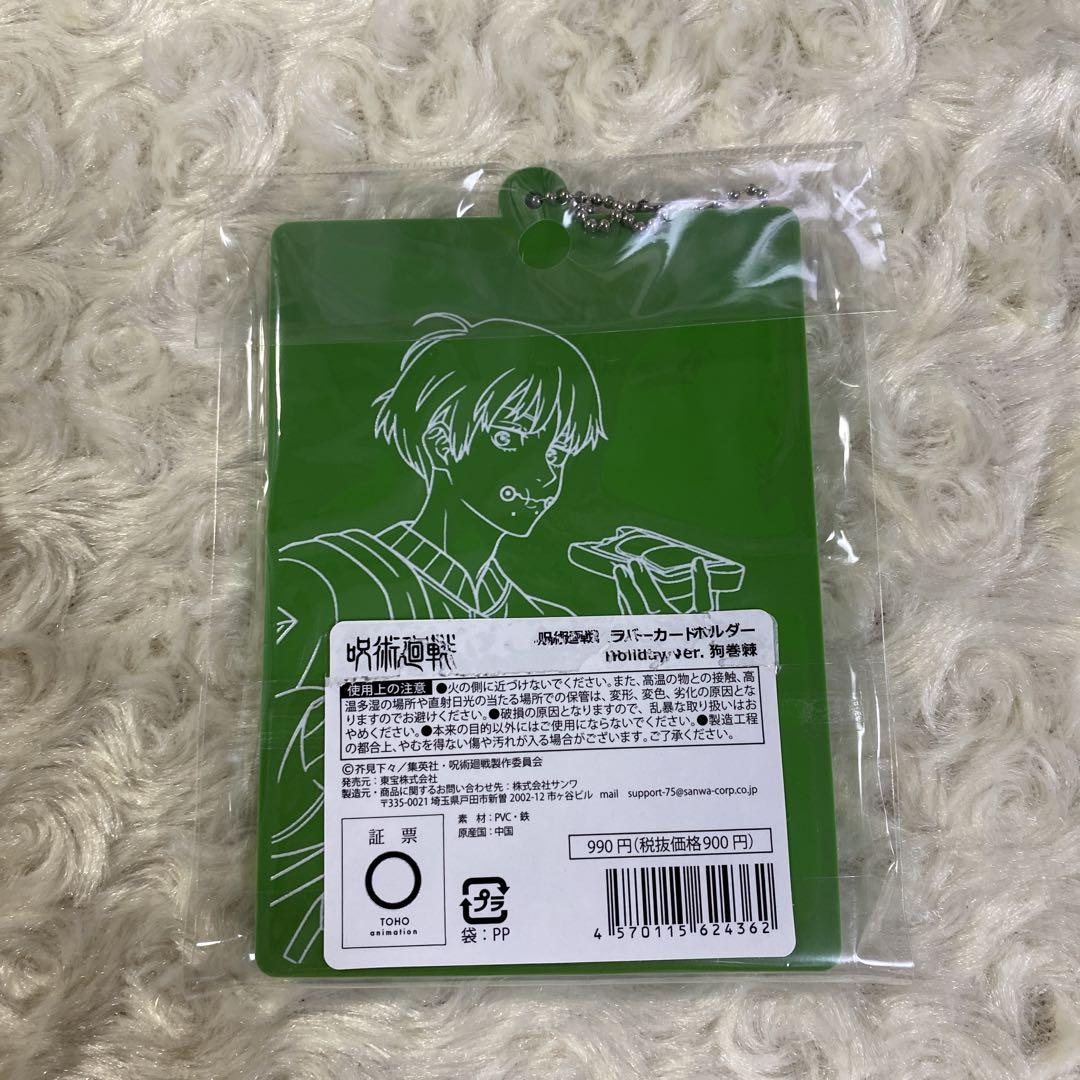 呪術廻戦
呪術廻戦 ラバーカードホルダー
Holiday ver. 狗巻棘
使用上の注意 ●火の側に近づけないでください。また、高温の物との接触、高
温多湿の場所や直射日光の当たる場所での保管は、変形、変色、劣化の原因とな
りますのでお避けください。●破損の原因となりますので、乱暴な取り扱いはお
やめください。●本来の目的以外にはご使用にならないでください。●製造工程
の都合上、やむを得ない傷や汚れが入る場合がございます。ご了承ください。
©芥見下々／集英社・呪術廻戦製作委員会
発売元：東宝株式会社
製造元・商品に関するお問い合わせ先：株式会社サンワ
〒335-0021 埼玉県戸田市新曽 2002-12 市ヶ谷ビル mail support-75@sanwa-corp.co.jp
証票
TOHO
animation
素 材：PVC・鉄
原産国：中国
プラ
袋：PP
990 円（税抜価格 900 円）
4 570115 624362